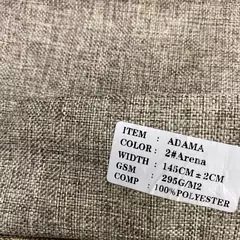 ITEM : ADAMA
COLOR : 2#Arena
WIDTH : 145CM ± 2CM
GSM : 295G/M2
COMP : 100%POLYESTER